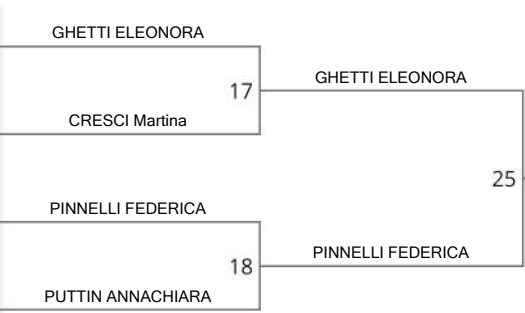 GHETTI ELEONORA
17
CRESCI Martina
GHETTI ELEONORA
25
PINNELLI FEDERICA
18
PUTTIN ANNACHIARA
PINNELLI FEDERICA